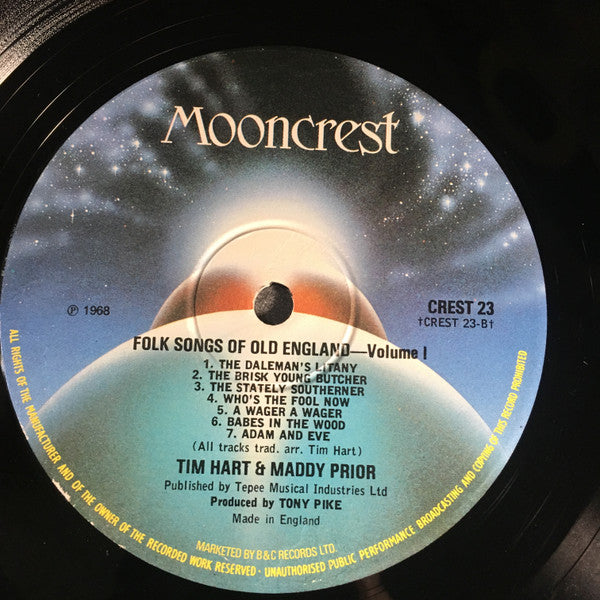 Mooncrest
℗ 1968
CREST 23
†CREST 23-B†
FOLK SONGS OF OLD ENGLAND—Volume I
1. THE DALEMAN'S LITANY
2. THE BRISK YOUNG BUTCHER
3. THE STATELY SOUTHERNER
4. WHO'S THE FOOL NOW
5. A WAGER A WAGER
6. BABES IN THE WOOD
7. ADAM AND EVE
(All tracks trad. arr. Tim Hart)
TIM HART & MADDY PRIOR
Published by Tepee Musical Industries Ltd
Produced by TONY PIKE
Made in England
MARKETED BY B&C RECORDS LTD.
ALL RIGHTS OF THE MANUFACTURER AND OF THE OWNER OF THE RECORDED WORK RESERVED · UNAUTHORISED PUBLIC PERFORMANCE BROADCASTING AND COPYING OF THIS RECORD PROHIBITED